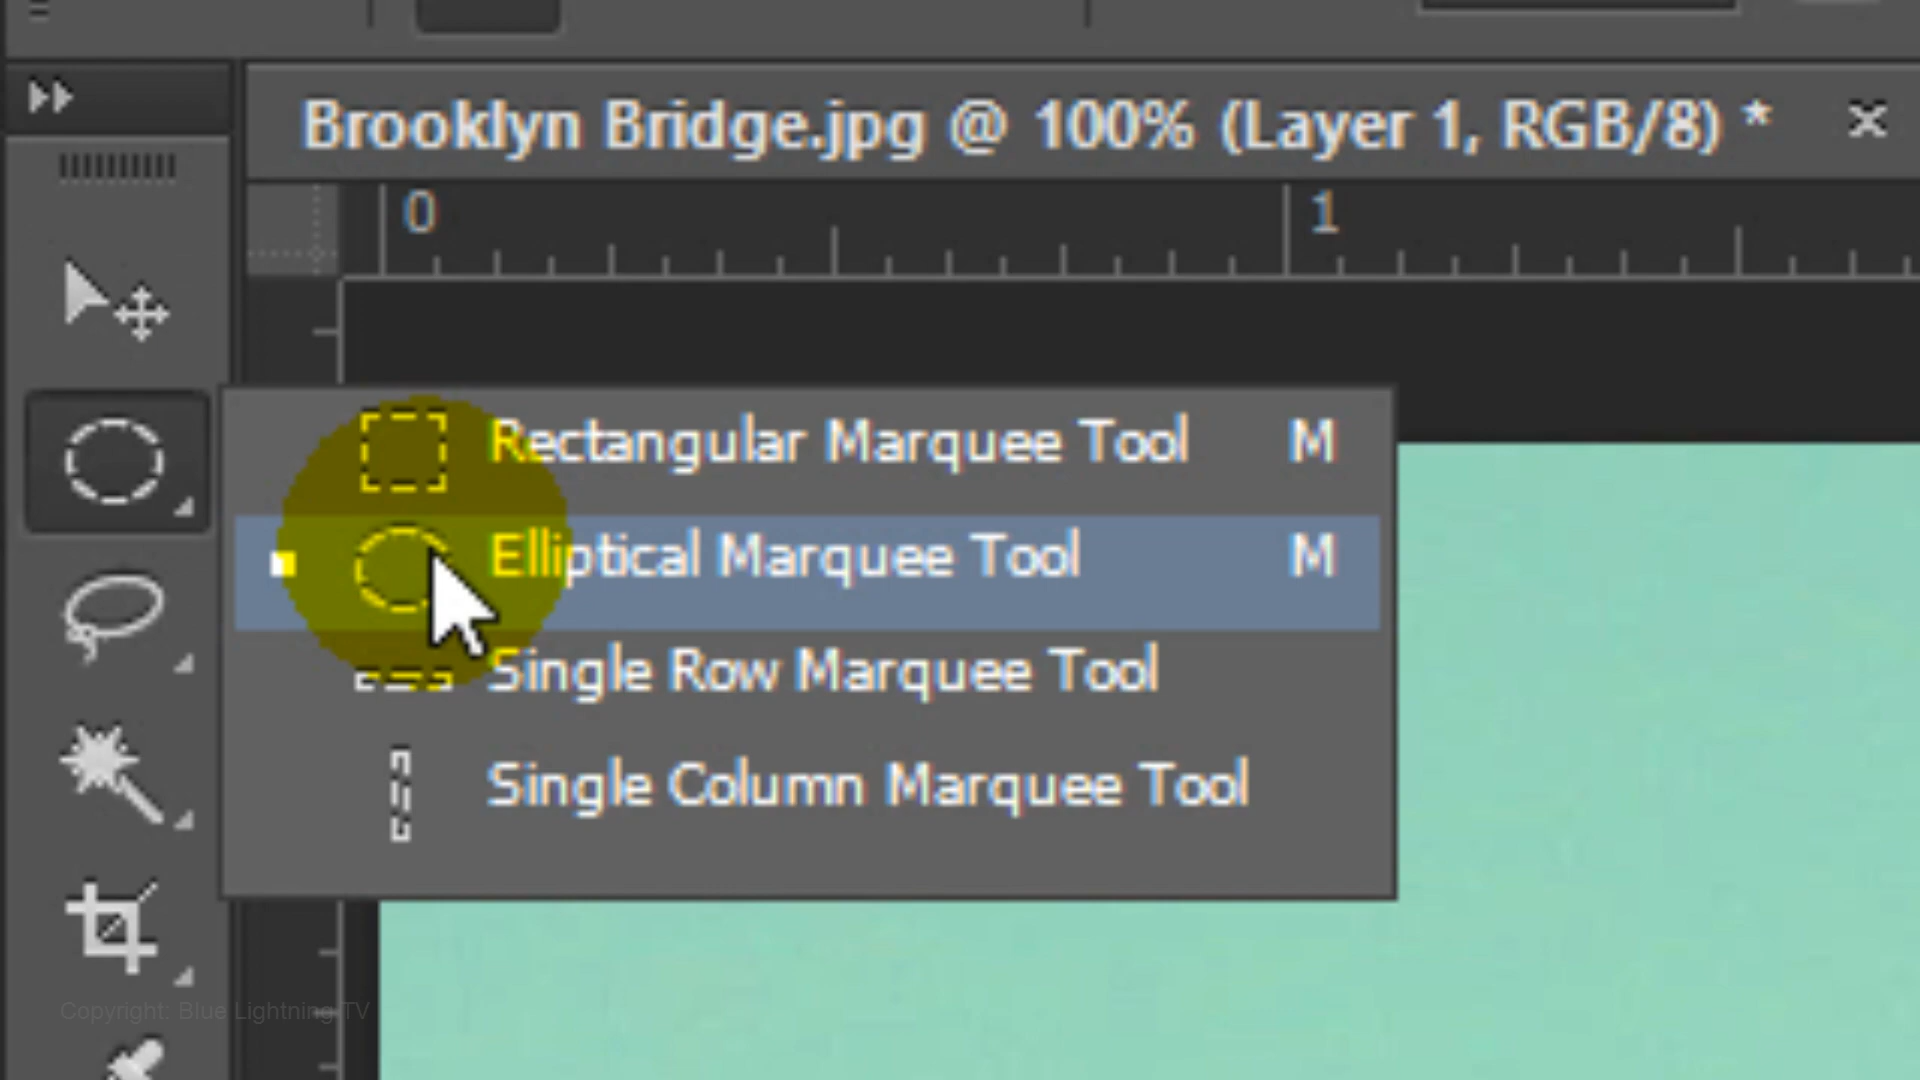 Brooklyn Bridge.jpg @ 100% (Layer 1, RGB/8) *
0 1
Rectangular Marquee Tool M
Elliptical Marquee Tool M
Single Row Marquee Tool
Single Column Marquee Tool
Copyright: Blue Lightning TV